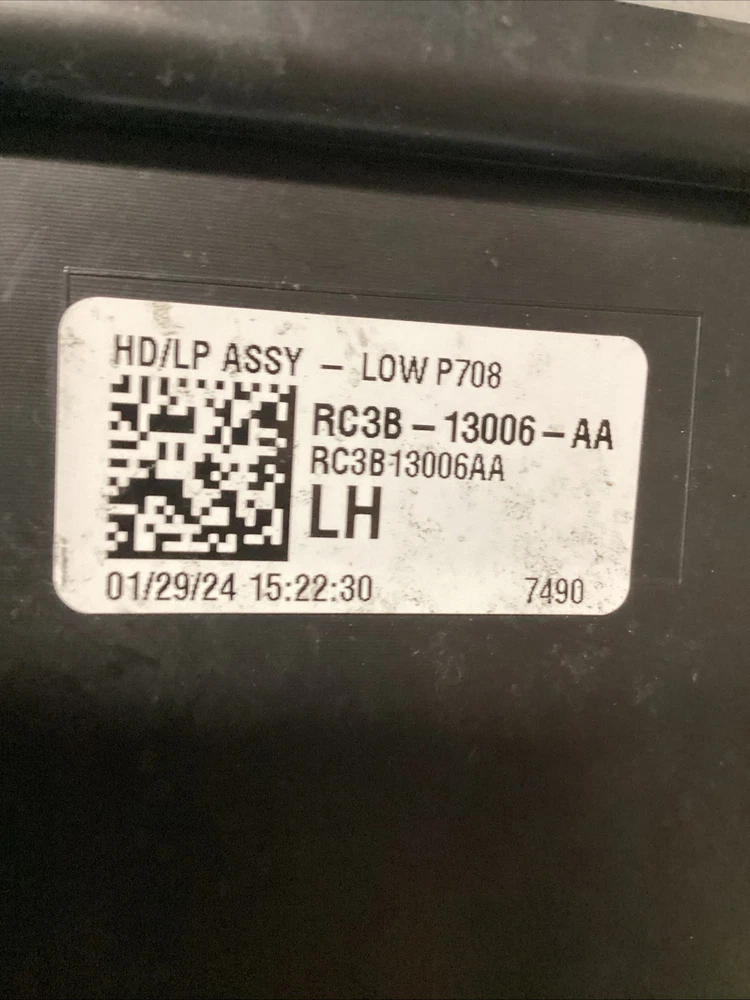 HD/LP ASSY – LOW P708
RC3B – 13006 – AA
RC3B13006AA
LH
01/29/24 15:22:30 7490